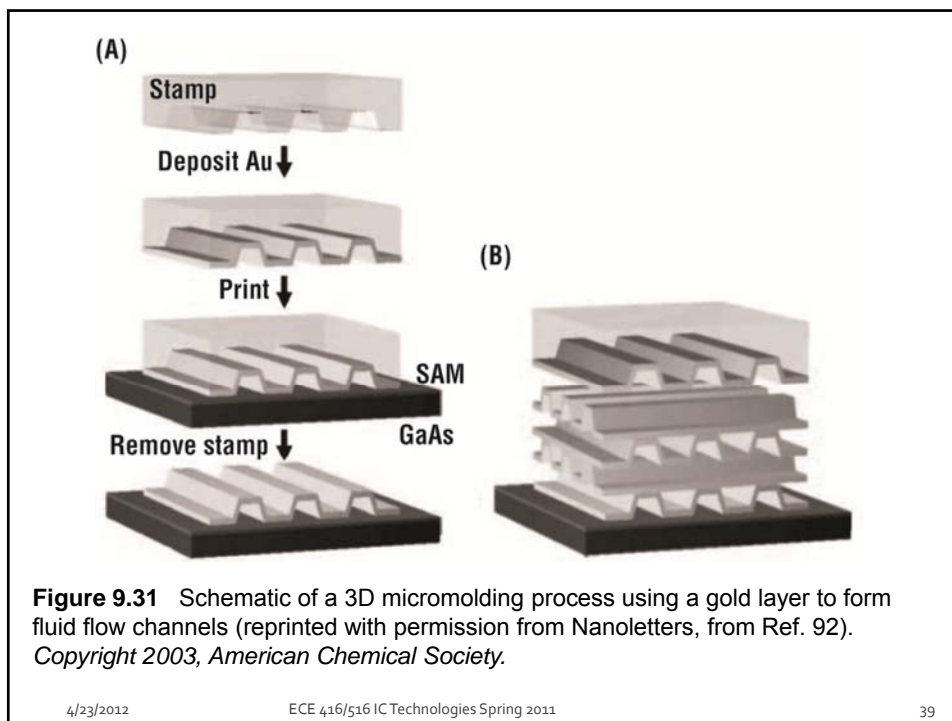 (A)
Stamp
Deposit Au
Print
SAM
GaAs
Remove stamp
(B)
Figure 9.31 Schematic of a 3D micromolding process using a gold layer to form
fluid flow channels (reprinted with permission from Nanoletters, from Ref. 92).
Copyright 2003, American Chemical Society.
4/23/2012 ECE 416/516 IC Technologies Spring 2011 39